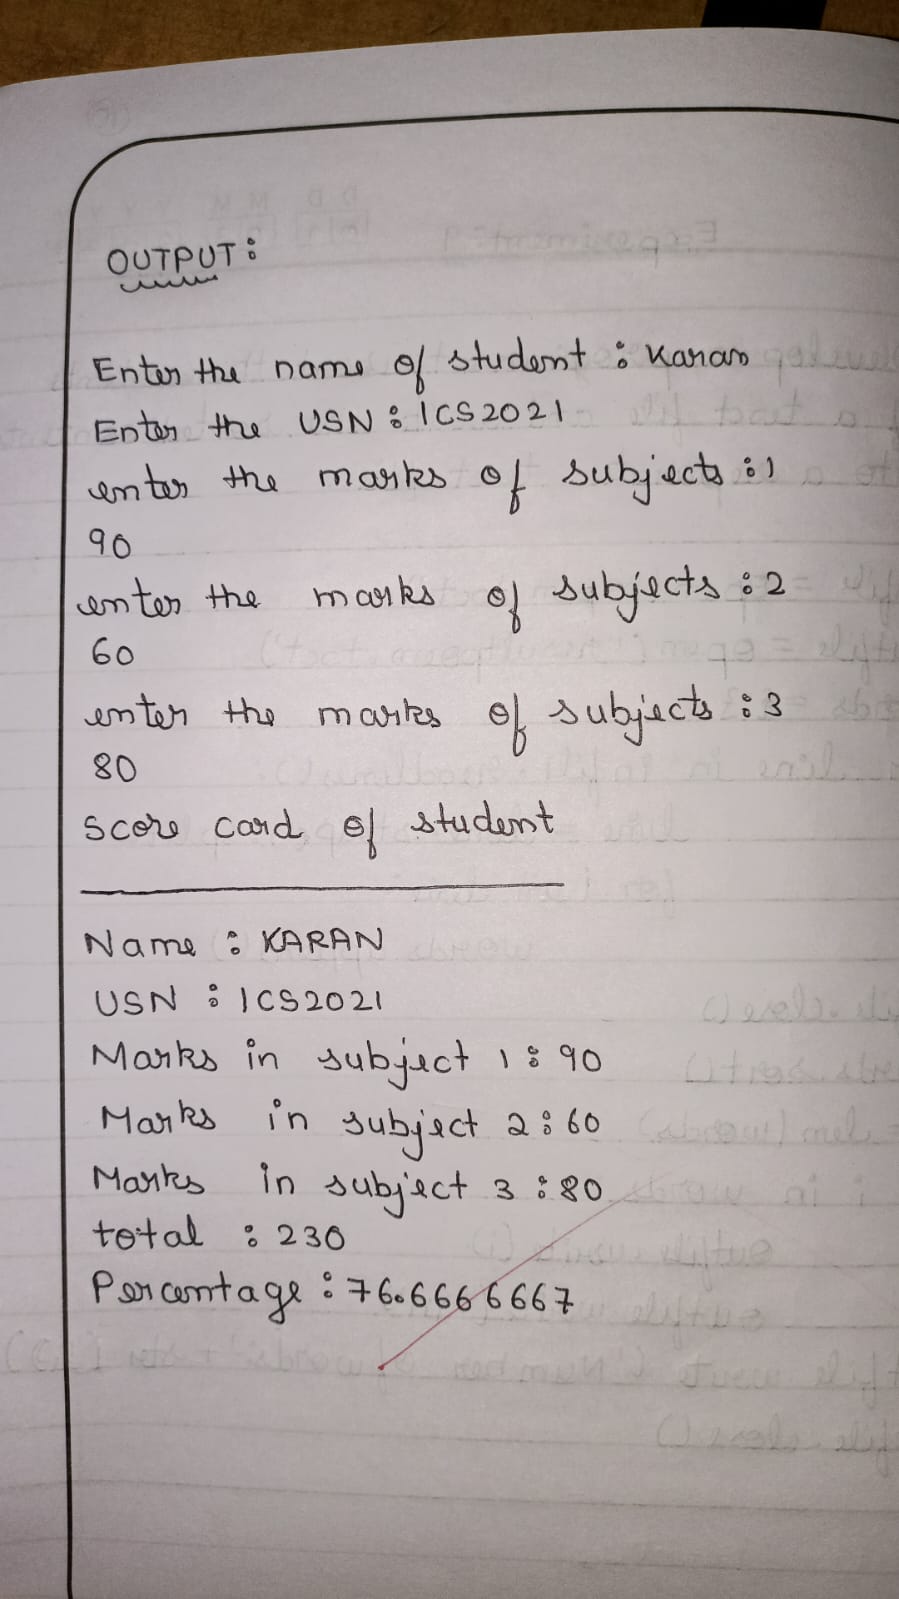 OUTPUT:
Enter the name of student : Karan
Enter the USN : 1CS2021
enter the marks of subjects : 1
90
enter the marks of subjects : 2
60
enter the marks of subjects : 3
80
score card of student
Name : KARAN
USN : 1CS2021
Marks in subject 1 : 90
Marks in subject 2 : 60
Marks in subject 3 : 80
total : 230
Percentage : 76.66666667